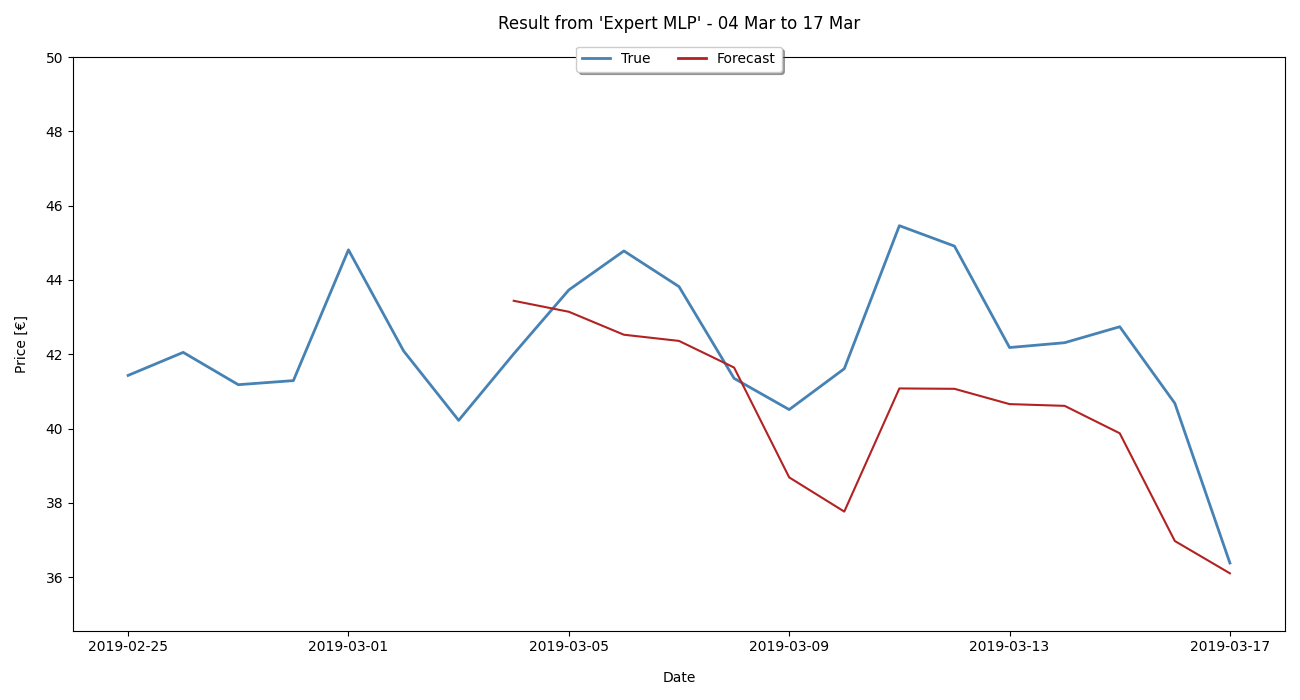 Result from 'Expert MLP' - 04 Mar to 17 Mar
True Forecast
50
48
46
44
42
40
38
36
Price [€]
2019-02-25 2019-03-01 2019-03-05 2019-03-09 2019-03-13 2019-03-17
Date